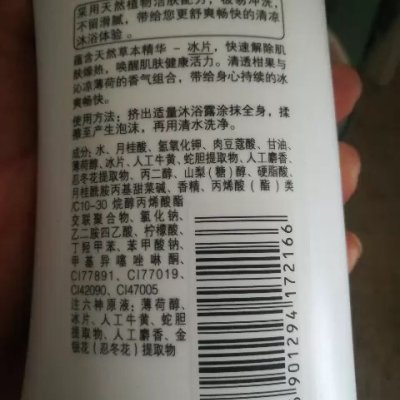 采用天然植物活肤配方，极易冲洗，
不留滑腻，带给您更舒爽畅快的清凉
沐浴体验。
蕴含天然草本精华－冰片，快速解除肌
肤燥热，唤醒肌肤健康活力。清透柑果与
沁凉薄荷的香气组合，带给身心持续的冰
爽畅快。
使用方法：挤出适量沐浴露涂抹全身，揉
搓至产生泡沫，再用清水洗净。
成分：水、月桂酸、氢氧化钾、肉豆蔻酸、甘油、
薄荷醇、冰片、人工牛黄、蛇胆提取物、人工麝香、
忍冬花提取物、丙二醇、山梨（糖）醇、硬脂酸、
月桂酰胺丙基甜菜碱、香精、丙烯酸（酯）类
/C10-30 烷醇丙烯酸酯
交联聚合物、氯化钠、
乙二胺四乙酸、柠檬酸、
丁羟甲苯、苯甲酸钠、
甲基异噻唑啉酮、
CI77891、CI77019、
CI42090、CI47005
注六神原液：薄荷醇、
冰片、人工牛黄、蛇胆
提取物、人工麝香、金
银花（忍冬花）提取物
6 901294 172166